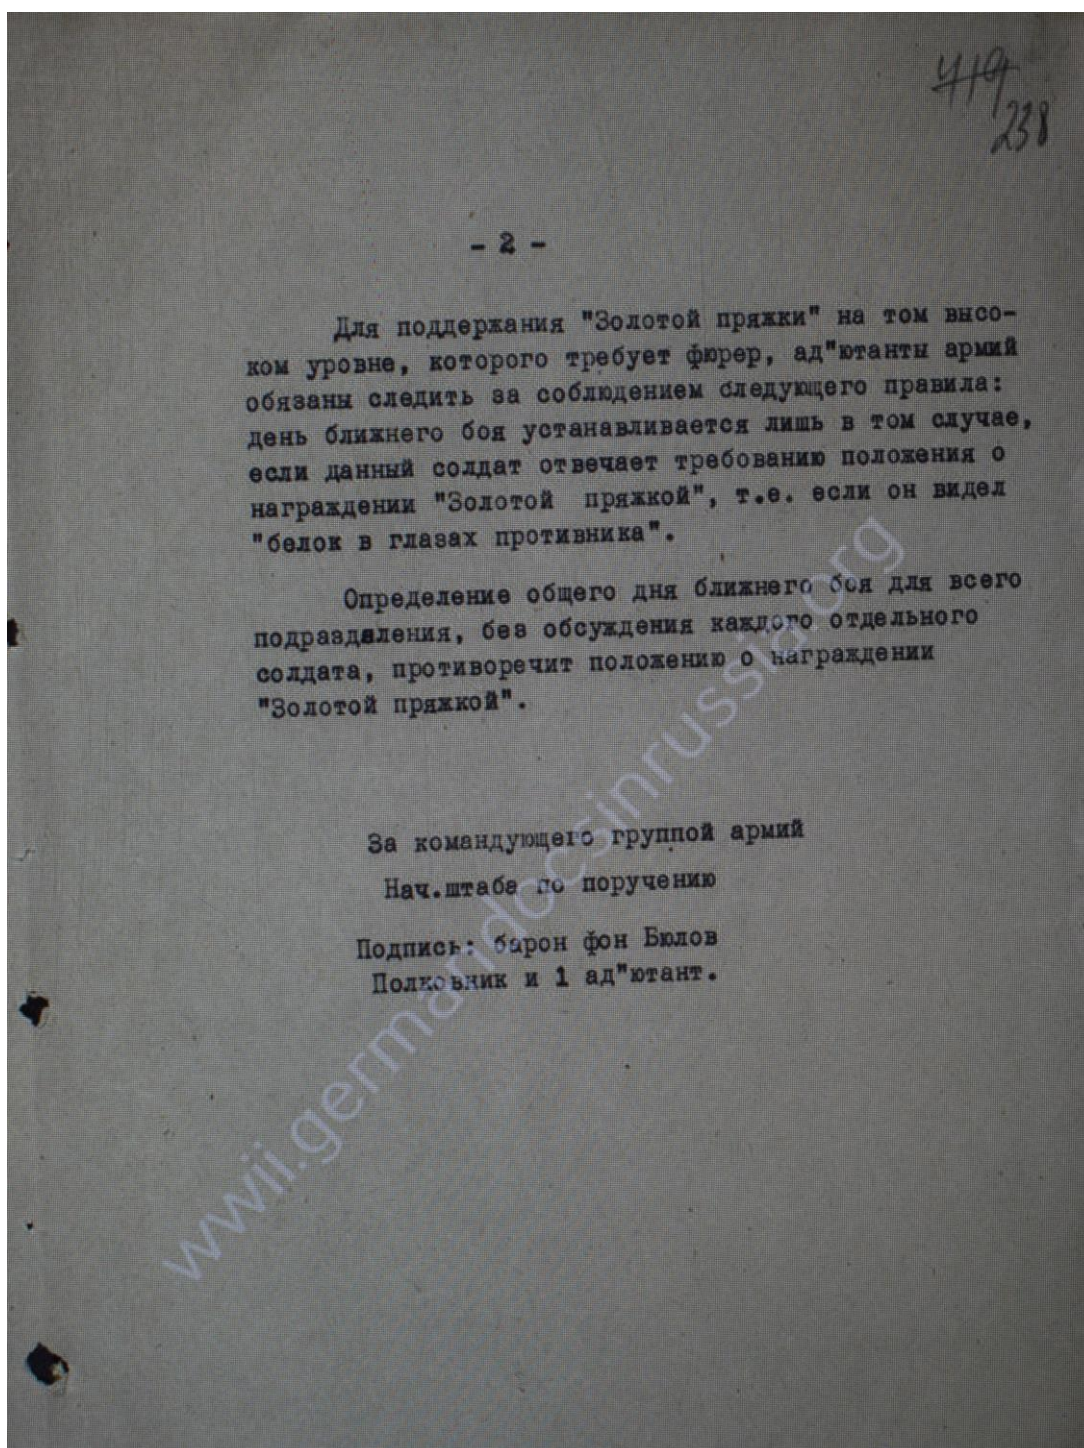 419
238
- 2 -
Для поддержания "Золотой пряжки" на том высо-
ком уровне, которого требует фюрер, ад"ютанты армий
обязаны следить за соблюдением следующего правила:
день ближнего боя устанавливается лишь в том случае,
если данный солдат отвечает требованию положения о
награждении "Золотой пряжкой", т.е. если он видел
"белок в глазах противника".
Определение общего дня ближнего боя для всего
подразделения, без обсуждения каждого отдельного
солдата, противоречит положению о награждении
"Золотой пряжкой".
За командующего группой армий
Нач.штаба по поручению
Подпись: барон фон Бюлов
Полковник и 1 ад"ютант.
wwii.germandocsinrussia.org